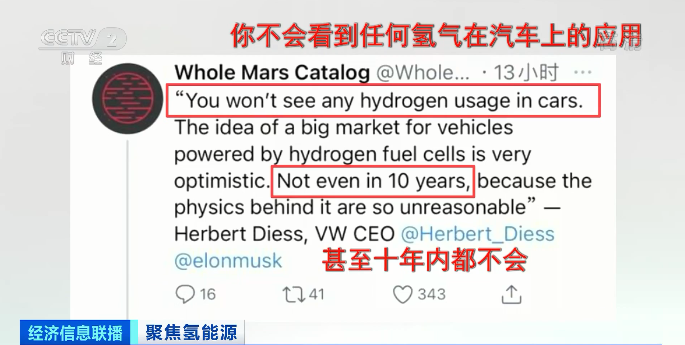 CCTV 2
财经
你不会看到任何氢气在汽车上的应用
Whole Mars Catalog @Whole... · 13小时 ...
“You won't see any hydrogen usage in cars.
The idea of a big market for vehicles
powered by hydrogen fuel cells is very
optimistic. Not even in 10 years, because the
physics behind it are so unreasonable” —
Herbert Diess, VW CEO @Herbert_Diess
@elonmusk
甚至十年内都不会
16 41 343
经济信息联播 聚焦氢能源